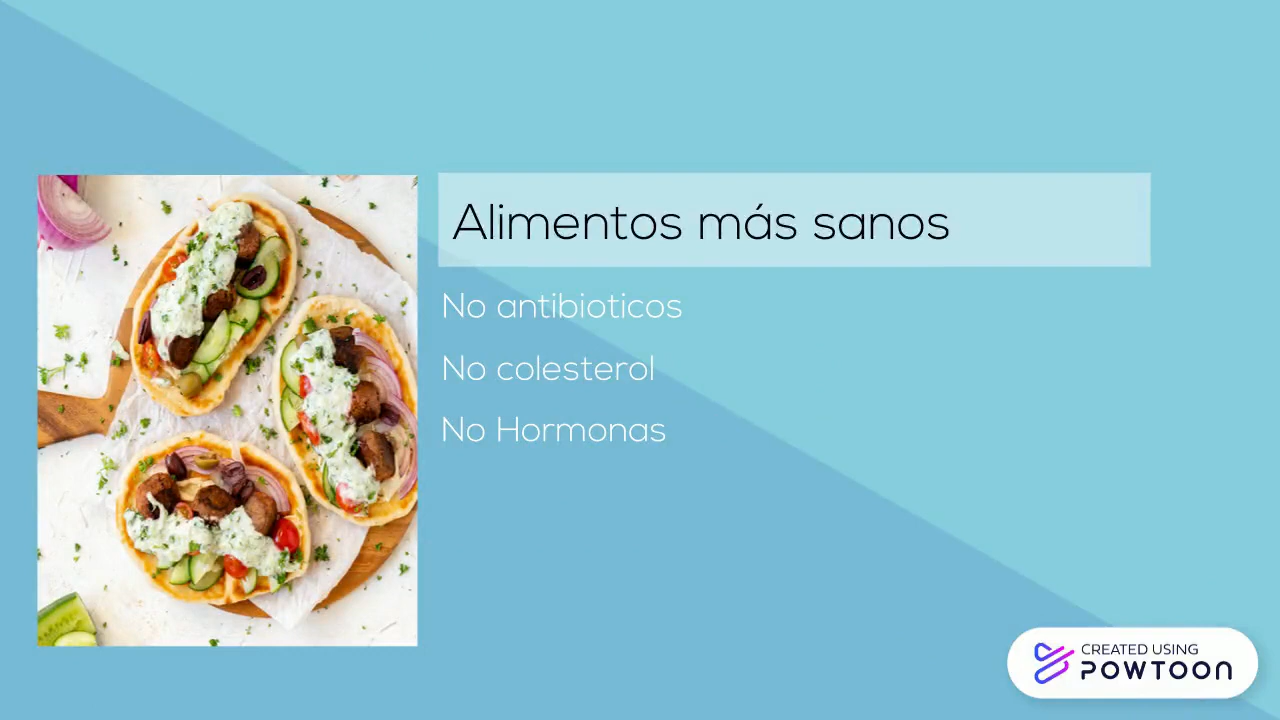 Alimentos más sanos
No antibioticos
No colesterol
No Hormonas
CREATED USING
POWTOON